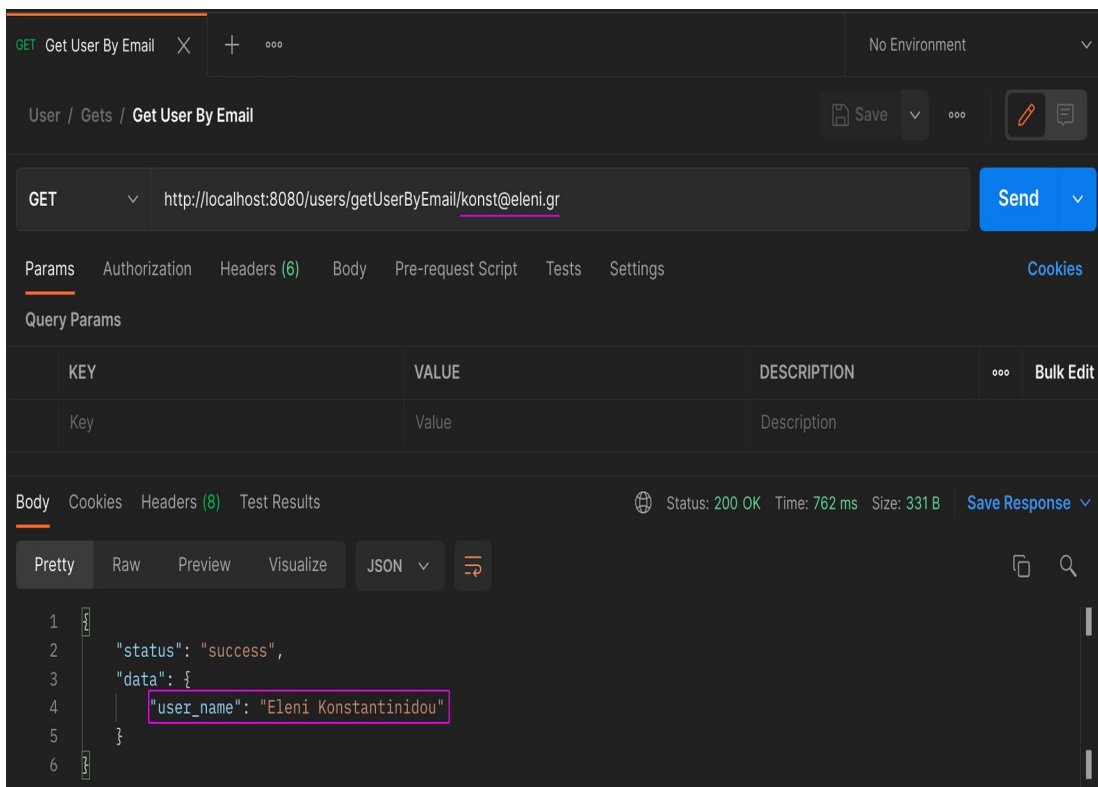 GET Get User By Email
No Environment
User / Gets / Get User By Email
Save
GET http://localhost:8080/users/getUserByEmail/konst@eleni.gr Send
Params Authorization Headers (6) Body Pre-request Script Tests Settings Cookies
Query Params
KEY VALUE DESCRIPTION Bulk Edit
Key Value Description
Body Cookies Headers (8) Test Results Status: 200 OK Time: 762 ms Size: 331 B Save Response
Pretty Raw Preview Visualize JSON
1 {
2 "status": "success",
3 "data": {
4 "user_name": "Eleni Konstantinidou"
5 }
6 }